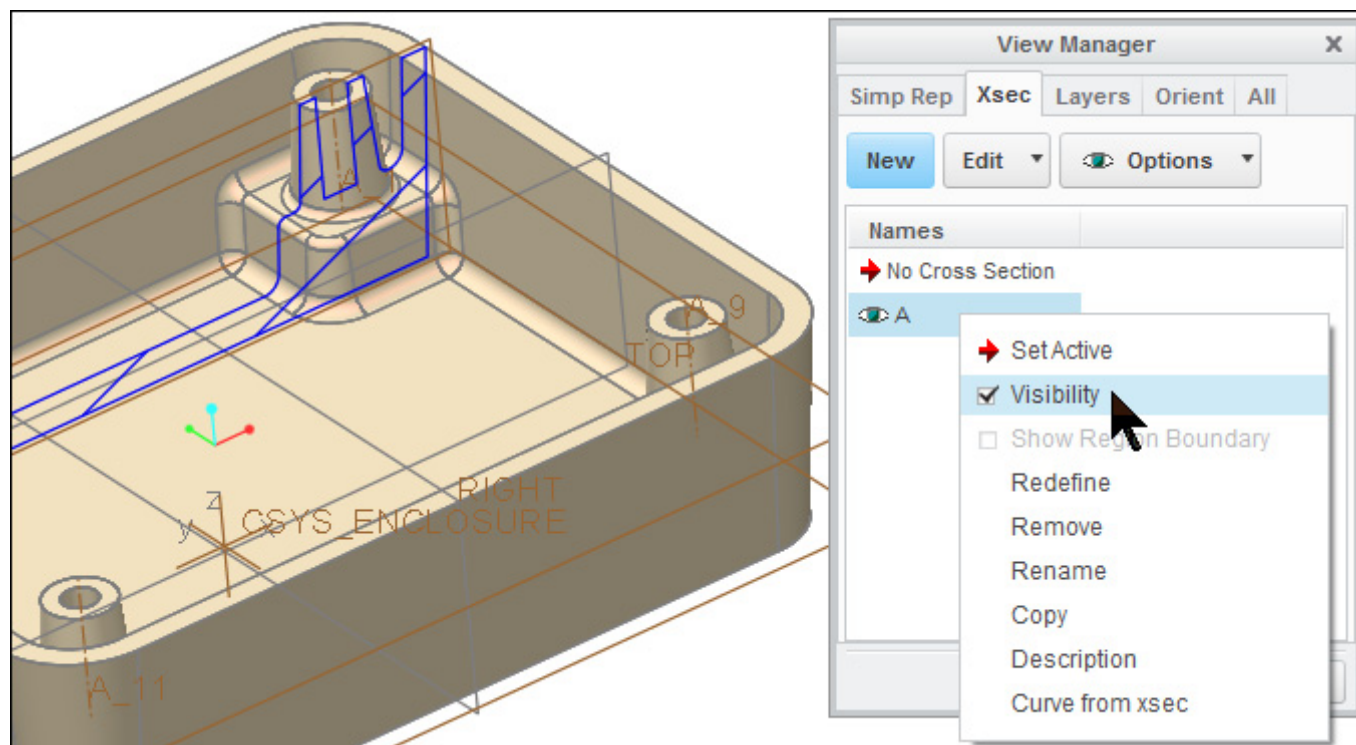 A
A_9
TOP
RIGHT
Z
y CSYS_ENCLOSURE
X
A_11
View Manager X
Simp Rep Xsec Layers Orient All
New Edit Options
Names
No Cross Section
A
Set Active
Visibility
Show Region Boundary
Redefine
Remove
Rename
Copy
Description
Curve from xsec